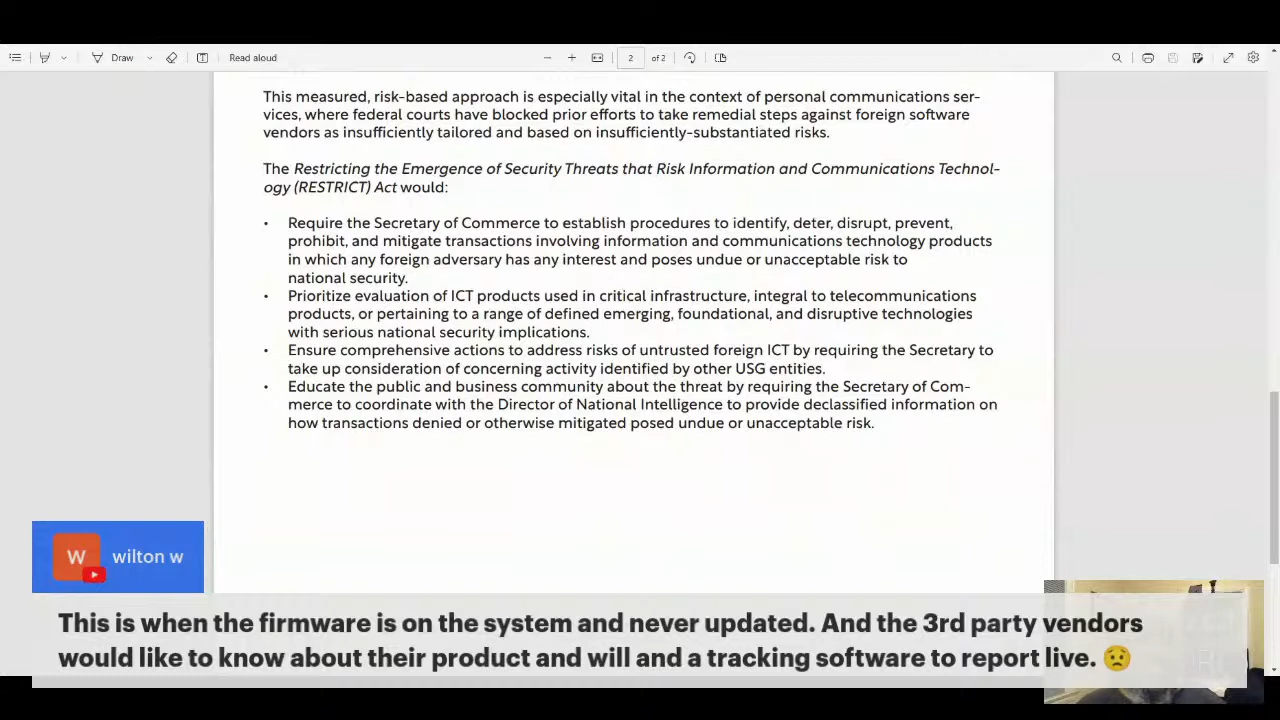 Draw
Read aloud
2
of 2
This measured, risk-based approach is especially vital in the context of personal communications ser-
vices, where federal courts have blocked prior efforts to take remedial steps against foreign software
vendors as insufficiently tailored and based on insufficiently-substantiated risks.
The Restricting the Emergence of Security Threats that Risk Information and Communications Technol-
ogy (RESTRICT) Act would:
• Require the Secretary of Commerce to establish procedures to identify, deter, disrupt, prevent,
prohibit, and mitigate transactions involving information and communications technology products
in which any foreign adversary has any interest and poses undue or unacceptable risk to
national security.
• Prioritize evaluation of ICT products used in critical infrastructure, integral to telecommunications
products, or pertaining to a range of defined emerging, foundational, and disruptive technologies
with serious national security implications.
• Ensure comprehensive actions to address risks of untrusted foreign ICT by requiring the Secretary to
take up consideration of concerning activity identified by other USG entities.
• Educate the public and business community about the threat by requiring the Secretary of Com-
merce to coordinate with the Director of National Intelligence to provide declassified information on
how transactions denied or otherwise mitigated posed undue or unacceptable risk.
W
wilton w
This is when the firmware is on the system and never updated. And the 3rd party vendors
would like to know about their product and will and a tracking software to report live. 😟